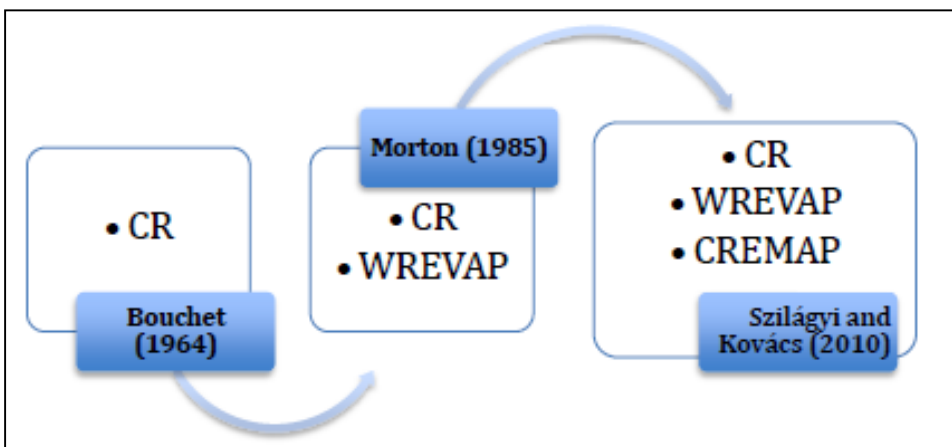 • CR
Bouchet
(1964)
Morton (1985)
• CR
• WREVAP
• CR
• WREVAP
• CREMAP
Szilágyi and
Kovács (2010)